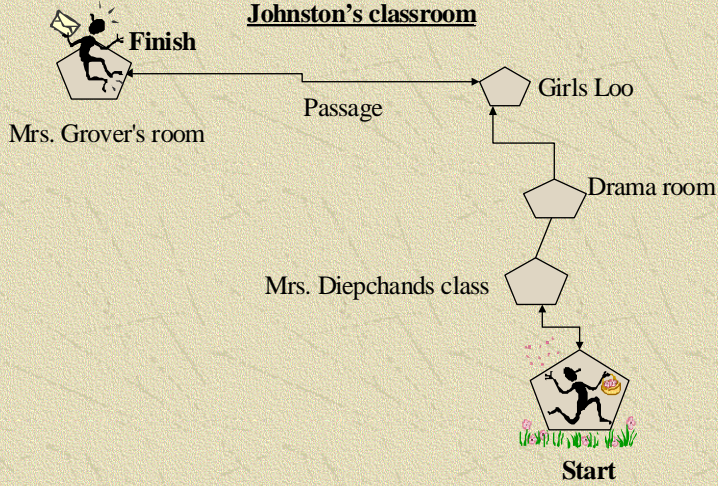 Johnston's classroom
Finish
Girls Loo
Passage
Mrs. Grover's room
Drama room
Mrs. Diepchands class
Start